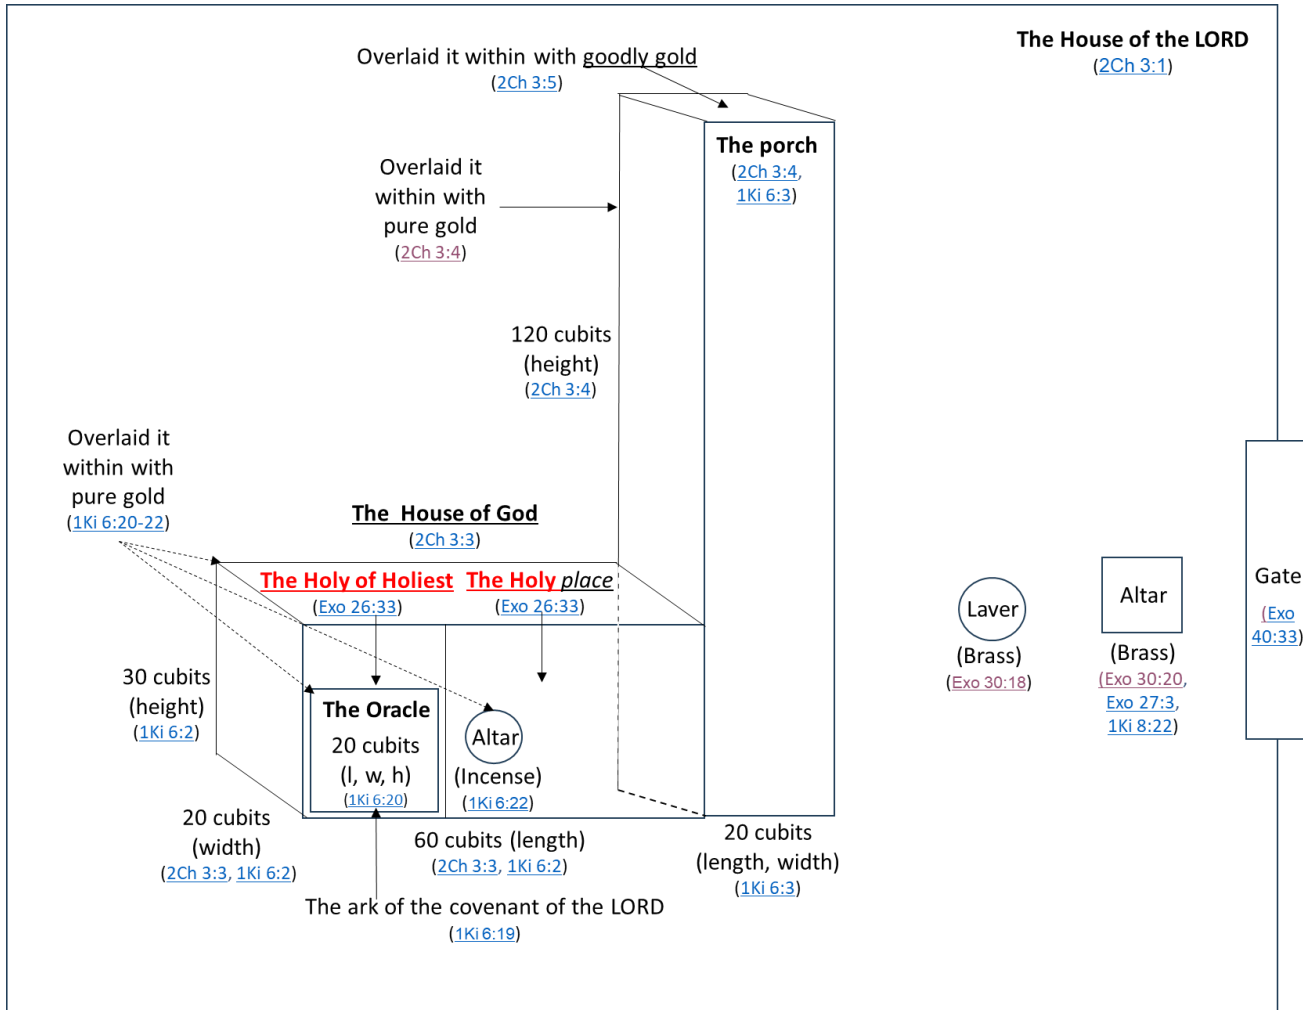 The House of the LORD
(2Ch 3:1)
Overlaid it within with goodly gold
(2Ch 3:5)
The porch
(2Ch 3:4,
1Ki 6:3)
Overlaid it
within with
pure gold
(2Ch 3:4)
120 cubits
(height)
(2Ch 3:4)
Overlaid it
within with
pure gold
(1Ki 6:20-22)
The House of God
(2Ch 3:3)
The Holy of Holiest
(Exo 26:33)
The Holy place
(Exo 26:33)
30 cubits
(height)
(1Ki 6:2)
The Oracle
20 cubits
(l, w, h)
(1Ki 6:20)
Altar
(Incense)
(1Ki 6:22)
20 cubits
(width)
(2Ch 3:3, 1Ki 6:2)
60 cubits (length)
(2Ch 3:3, 1Ki 6:2)
20 cubits
(length, width)
(1Ki 6:3)
The ark of the covenant of the LORD
(1Ki 6:19)
Laver
(Brass)
(Exo 30:18)
Altar
(Brass)
(Exo 30:20,
Exo 27:3,
1Ki 8:22)
Gate
(Exo
40:33)